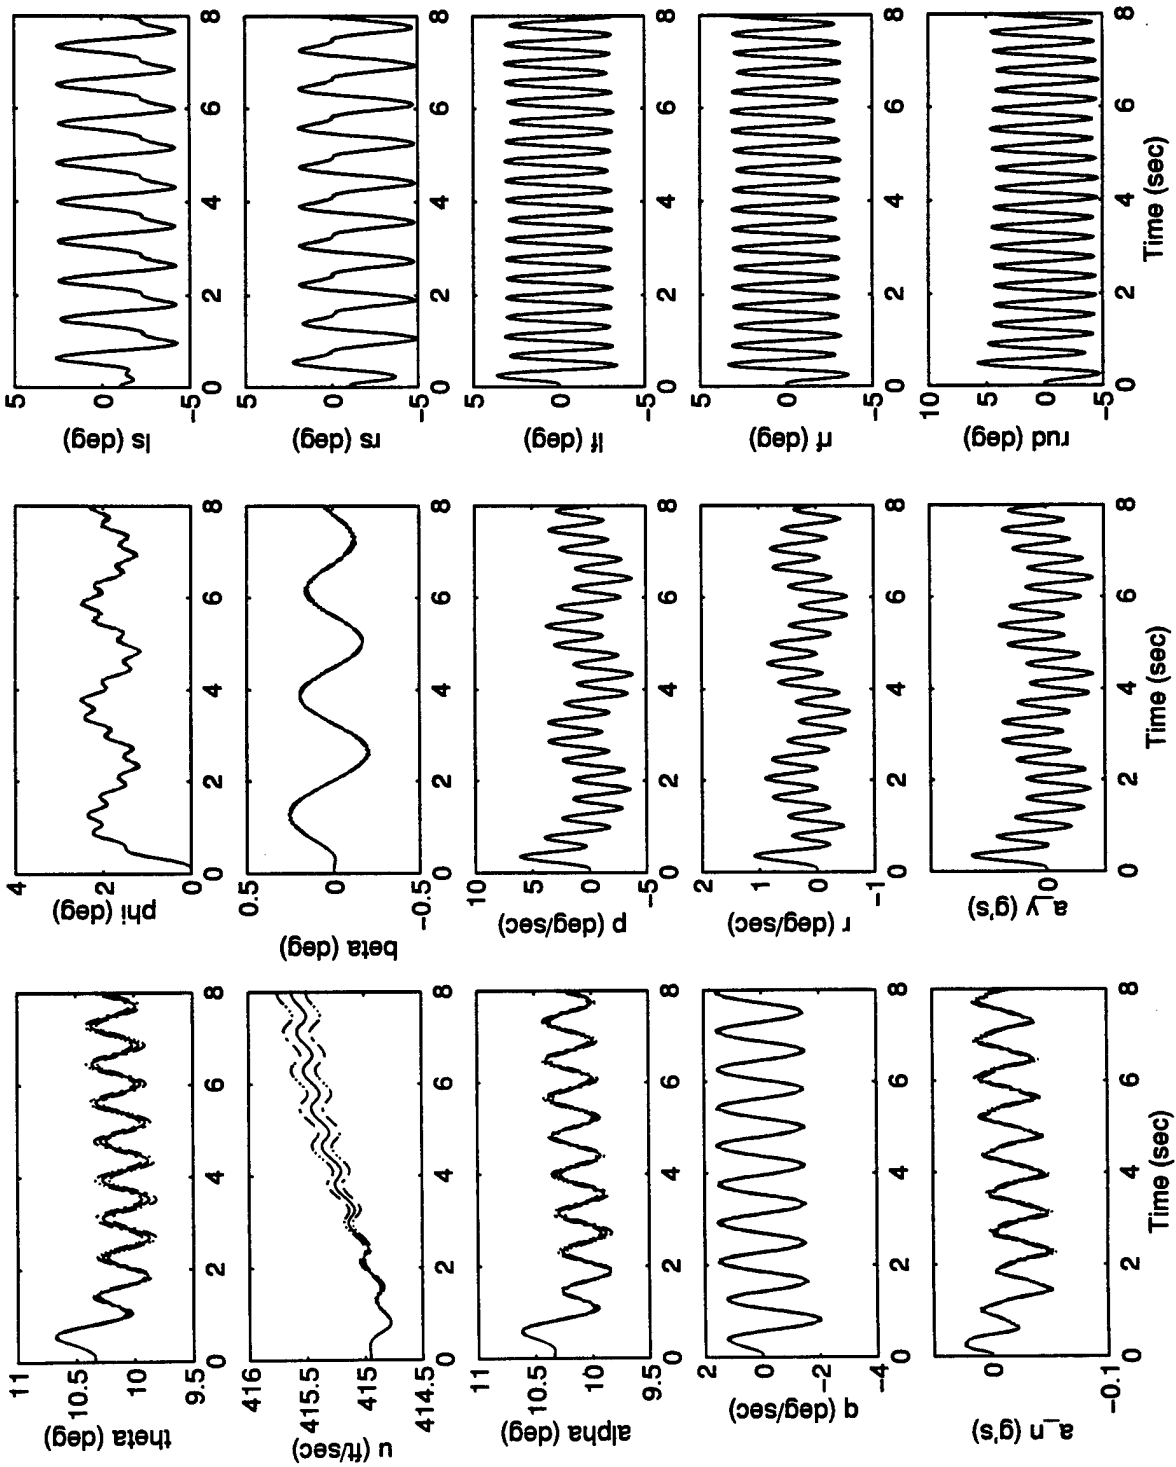 theta (deg)
11
10.5
10
9.5
0 2 4 6 8
u (ft/sec)
416
415.5
415
414.5
0 2 4 6 8
alpha (deg)
11
10.5
10
9.5
0 2 4 6 8
q (deg/sec)
2
0
-2
-4
0 2 4 6 8
a_n (g's)
0
-0.1
0 2 4 6 8
Time (sec)
phi (deg)
4
2
0
0 2 4 6 8
beta (deg)
0.5
0
-0.5
0 2 4 6 8
p (deg/sec)
10
5
0
-5
0 2 4 6 8
r (deg/sec)
2
1
0
-1
0 2 4 6 8
a_y (g's)
0
0 2 4 6 8
Time (sec)
ls (deg)
5
0
-5
0 2 4 6 8
rs (deg)
5
0
-5
0 2 4 6 8
lf (deg)
5
0
-5
0 2 4 6 8
rf (deg)
5
0
-5
0 2 4 6 8
rud (deg)
10
5
0
-5
0 2 4 6 8
Time (sec)